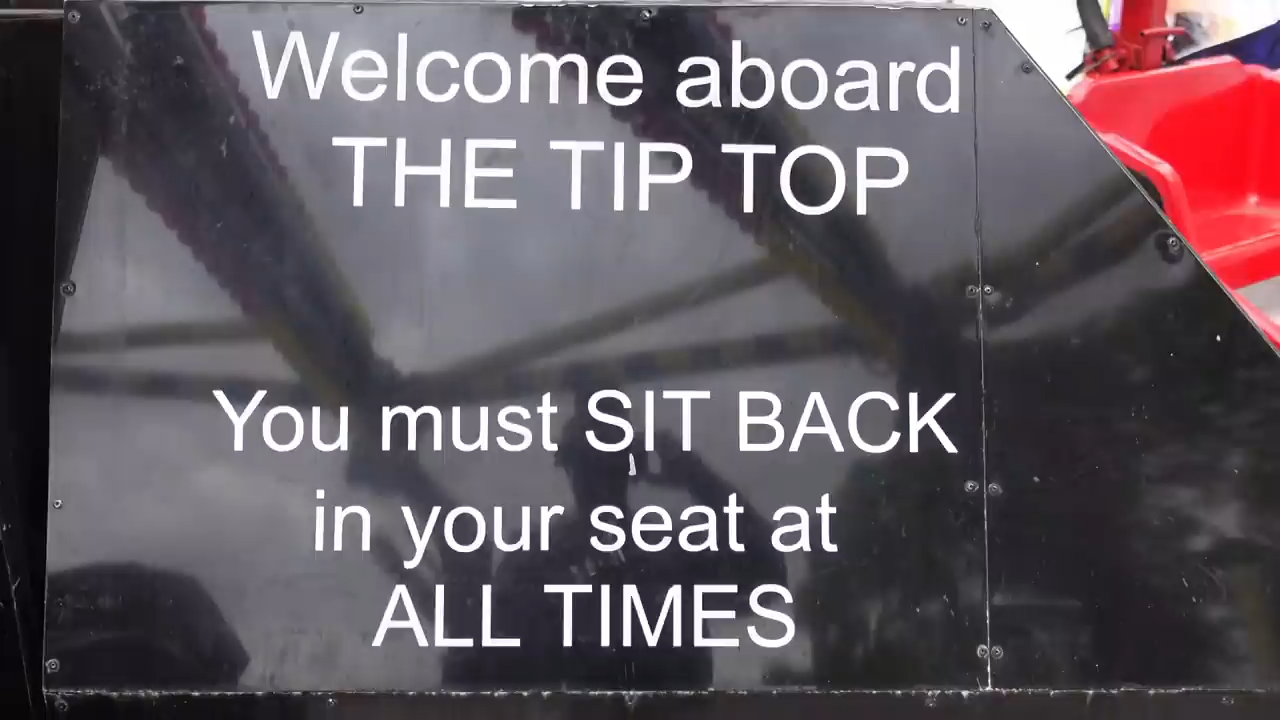 Welcome aboard
THE TIP TOP
You must SIT BACK
in your seat at
ALL TIMES